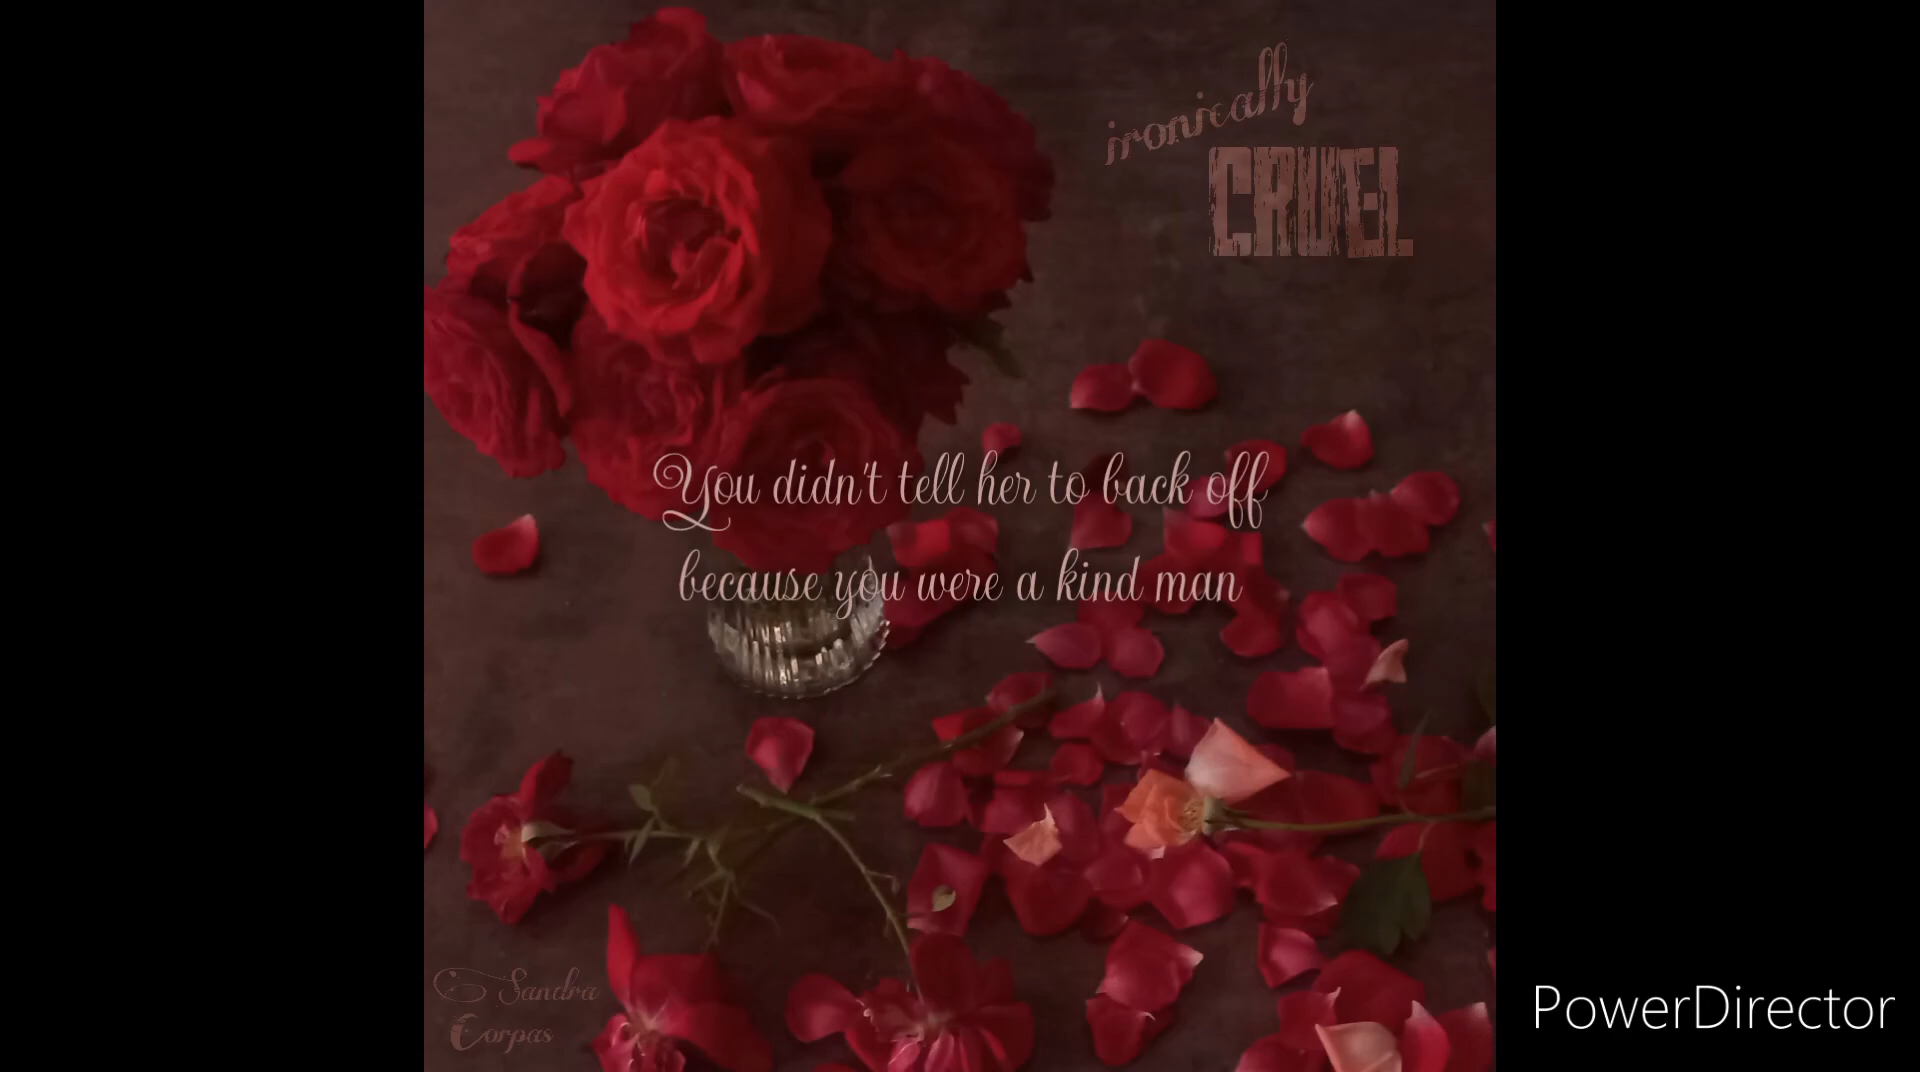 ironically
CRUEL
You didn't tell her to back off
because you were a kind man
Sandra
Corpas
PowerDirector